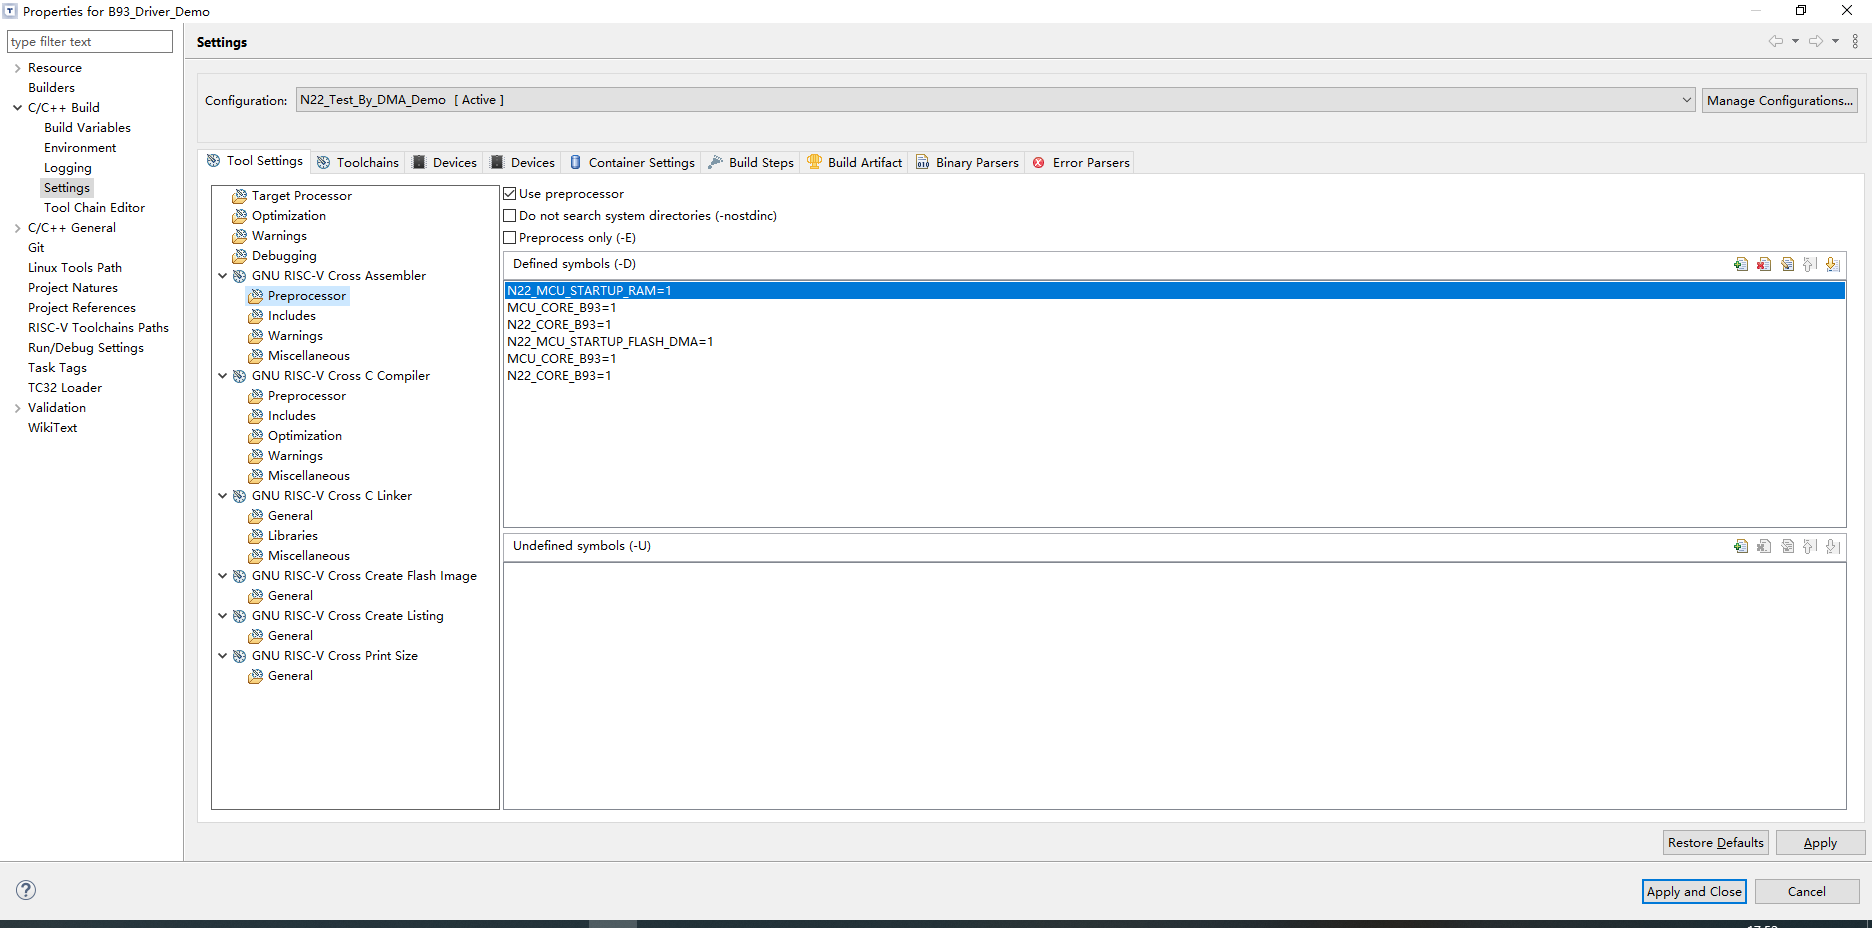 Properties for B93_Driver_Demo
type filter text
Resource
Builders
C/C++ Build
Build Variables
Environment
Logging
Settings
Tool Chain Editor
C/C++ General
Git
Linux Tools Path
Project Natures
Project References
RISC-V Toolchains Paths
Run/Debug Settings
Task Tags
TC32 Loader
Validation
WikiText
Settings
Configuration: N22_Test_By_DMA_Demo [ Active ] Manage Configurations...
Tool Settings Toolchains Devices Devices Container Settings Build Steps Build Artifact Binary Parsers Error Parsers
Target Processor
Optimization
Warnings
Debugging
GNU RISC-V Cross Assembler
Preprocessor
Includes
Warnings
Miscellaneous
GNU RISC-V Cross C Compiler
Preprocessor
Includes
Optimization
Warnings
Miscellaneous
GNU RISC-V Cross C Linker
General
Libraries
Miscellaneous
GNU RISC-V Cross Create Flash Image
General
GNU RISC-V Cross Create Listing
General
GNU RISC-V Cross Print Size
General
Use preprocessor
Do not search system directories (-nostdinc)
Preprocess only (-E)
Defined symbols (-D)
N22_MCU_STARTUP_RAM=1
MCU_CORE_B93=1
N22_CORE_B93=1
N22_MCU_STARTUP_FLASH_DMA=1
MCU_CORE_B93=1
N22_CORE_B93=1
Undefined symbols (-U)
Restore Defaults Apply
Apply and Close Cancel